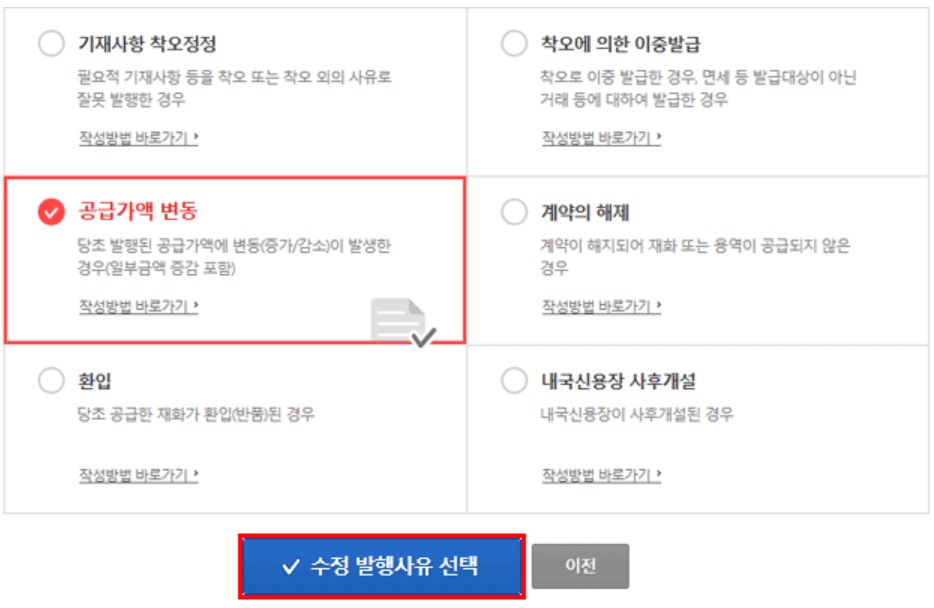 기재사항 착오정정
필요적 기재사항 등을 착오 또는 착오 외의 사유로
잘못 발행한 경우
작성방법 바로가기
착오에 의한 이중발급
착오로 이중 발급한 경우, 면세 등 발급대상이 아닌
거래 등에 대하여 발급한 경우
작성방법 바로가기
공급가액 변동
당초 발행된 공급가액에 변동(증가/감소)이 발생한
경우(일부금액 증감 포함)
작성방법 바로가기
계약의 해제
계약이 해지되어 재화 또는 용역이 공급되지 않은
경우
작성방법 바로가기
환입
당초 공급한 재화가 환입(반품)된 경우
작성방법 바로가기
내국신용장 사후개설
내국신용장이 사후개설된 경우
작성방법 바로가기
수정 발행사유 선택
이전